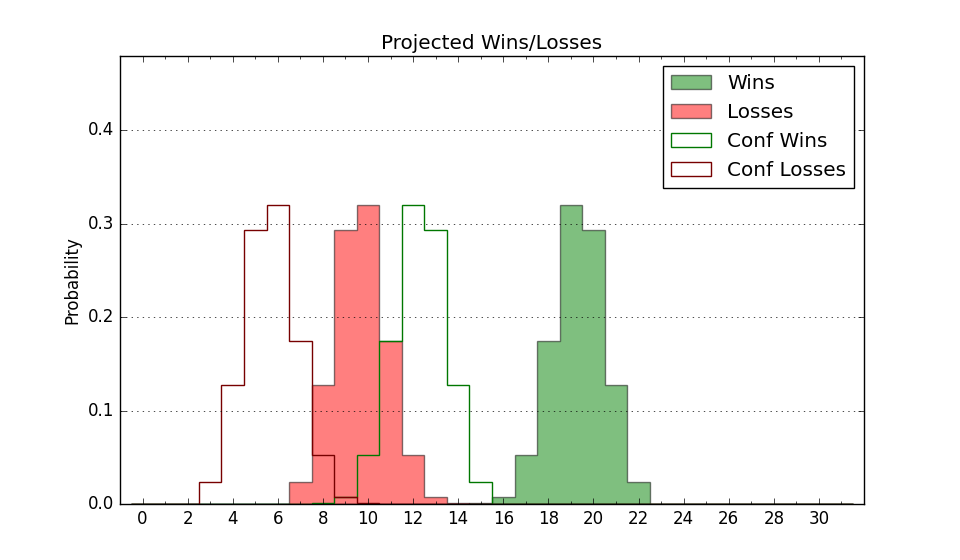 Projected Wins/Losses
Wins
Losses
Conf Wins
Conf Losses
Probability
0.4
0.3
0.2
0.1
0.0
0 2 4 6 8 10 12 14 16 18 20 22 24 26 28 30